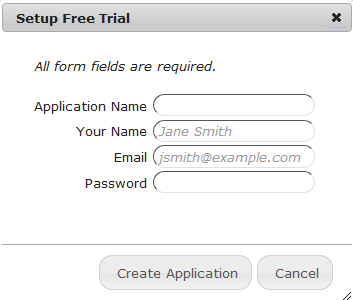 Setup Free Trial
All form fields are required.
Application Name
Your Name Jane Smith
Email jsmith@example.com
Password
Create Application Cancel